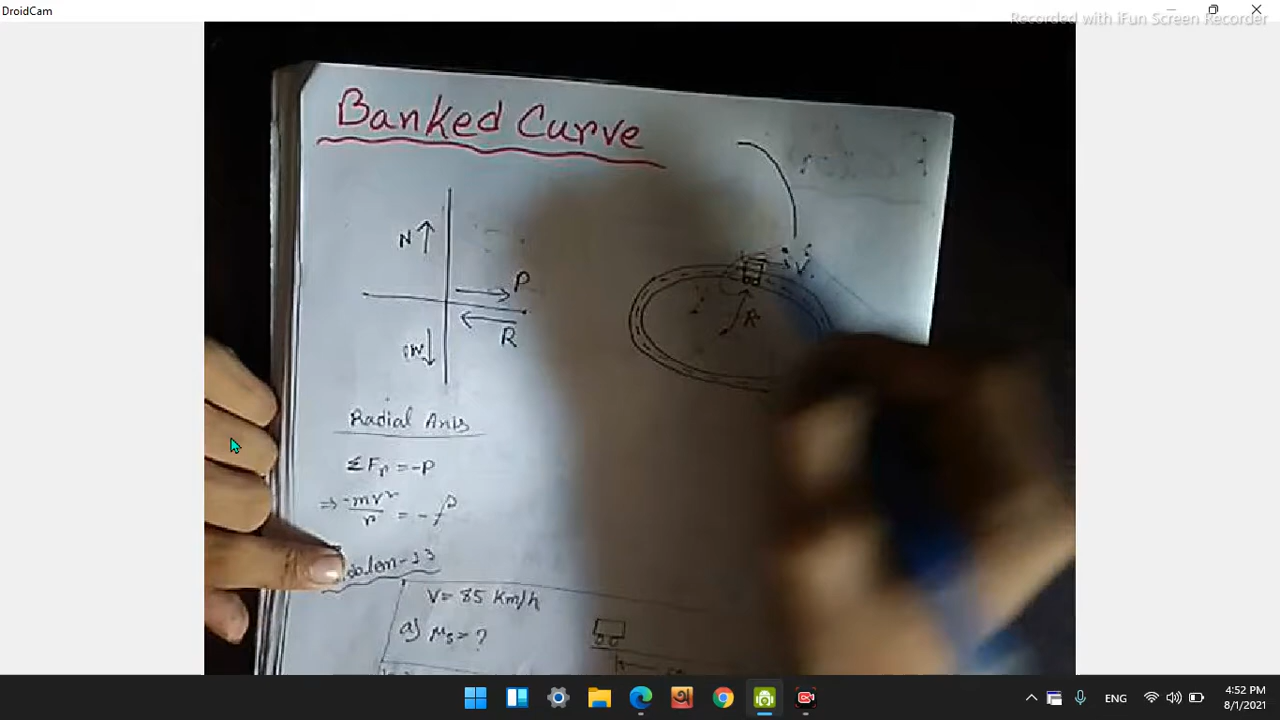 DroidCam
Recorded with iFun Screen Recorder
Banked Curve
N
P
R
W
V
R
Radial Axis
ΣFr = -P
⇒ -mv²/r = -f
V = 85 Km/h
a) μs = ?
ENG
4:52 PM
8/1/2021